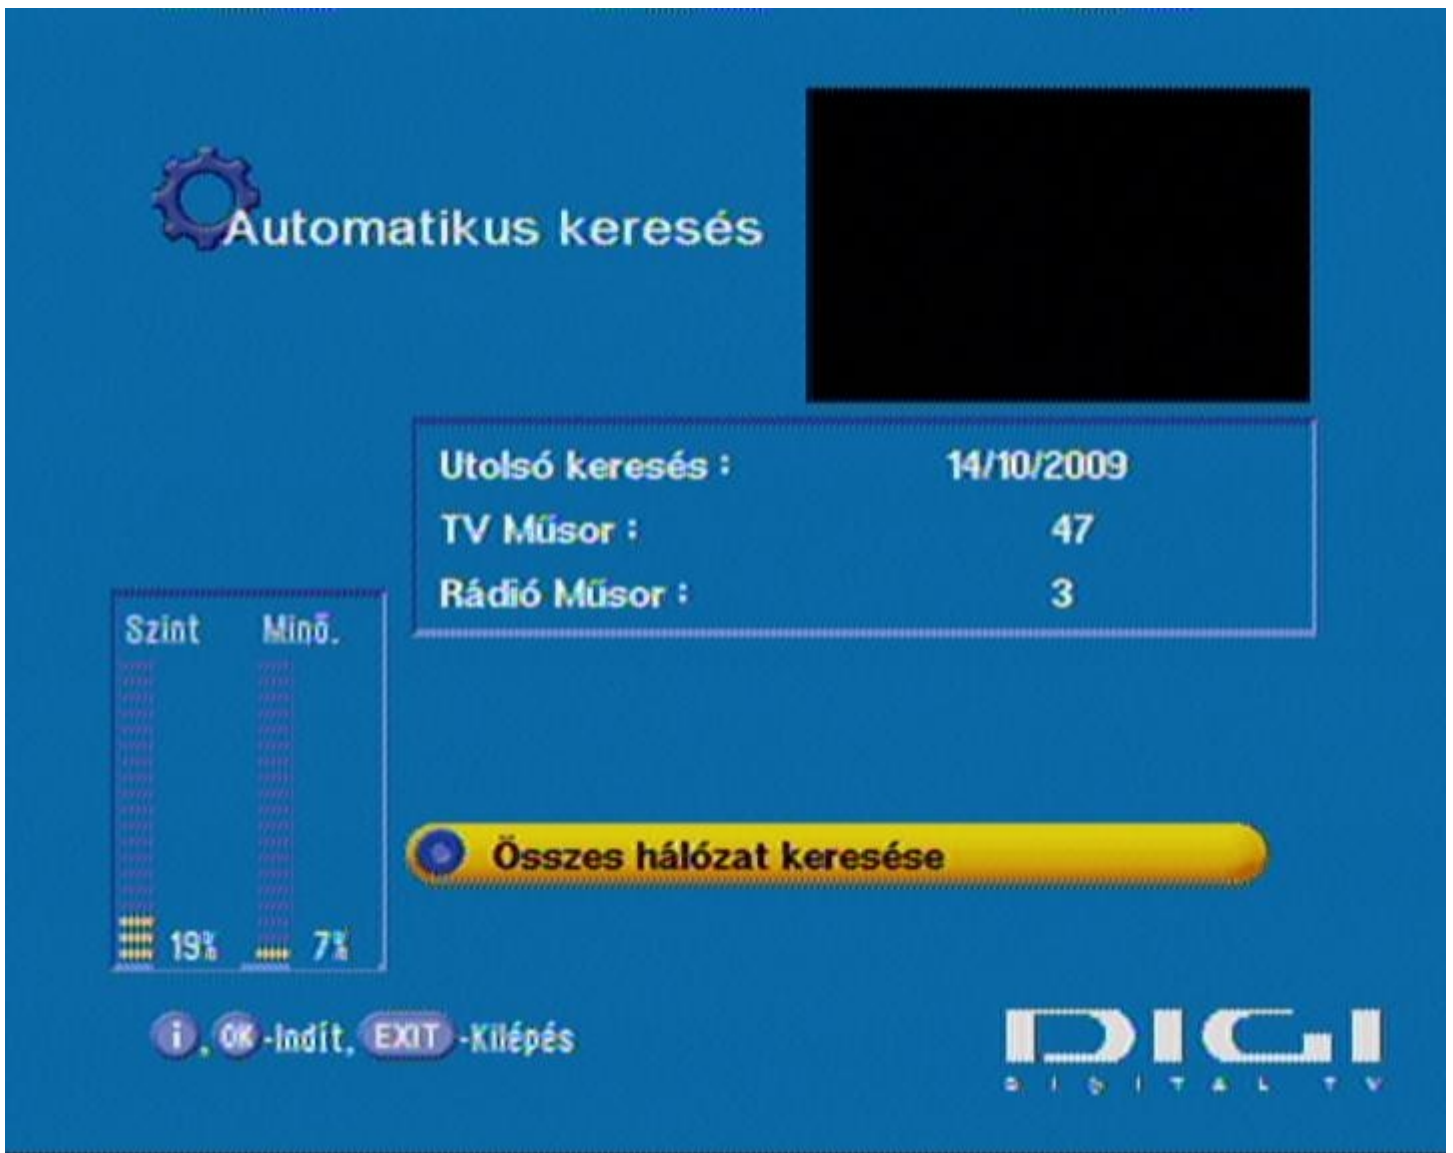 Automatikus keresés
Utolsó keresés : 14/10/2009
TV Műsor : 47
Rádió Műsor : 3
Szint Minő.
19% 7%
Összes hálózat keresése
i, OK -Indít, EXIT -Kilépés
DIGI
DIGITAL TV